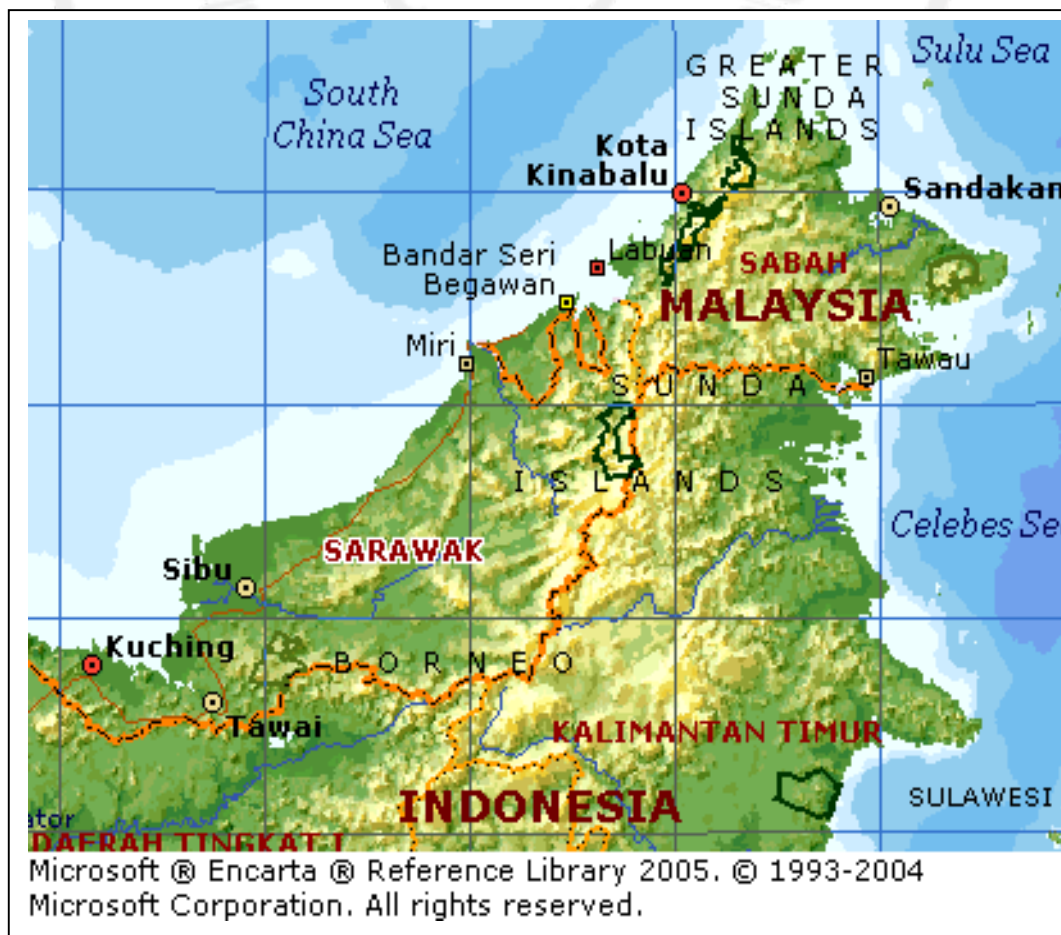 GREATER
SUNDA
ISLANDS
Sulu Sea
South
China Sea
Kota
Kinabalu
Sandakan
Bandar Seri
Begawan
Labuan
SABAH
MALAYSIA
Miri
Tawau
SUNDA
ISLANDS
Celebes Se
SARAWAK
Sibu
Kuching
BORNEO
Tawai
KALIMANTAN TIMUR
SULAWESI
INDONESIA
ator
DAERAH TINGKAT I
Microsoft ® Encarta ® Reference Library 2005. © 1993-2004
Microsoft Corporation. All rights reserved.